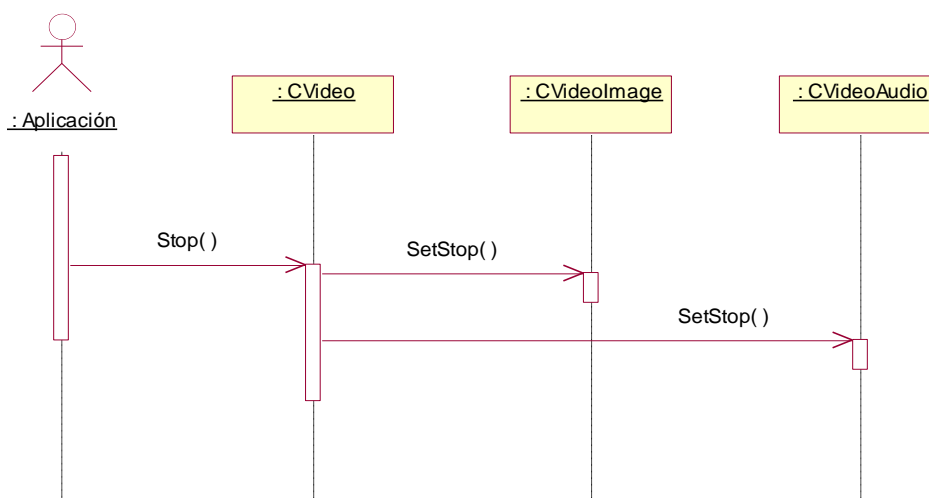 : CVideo
: CVideoImage
: CVideoAudio
: Aplicación
Stop( )
SetStop( )
SetStop( )